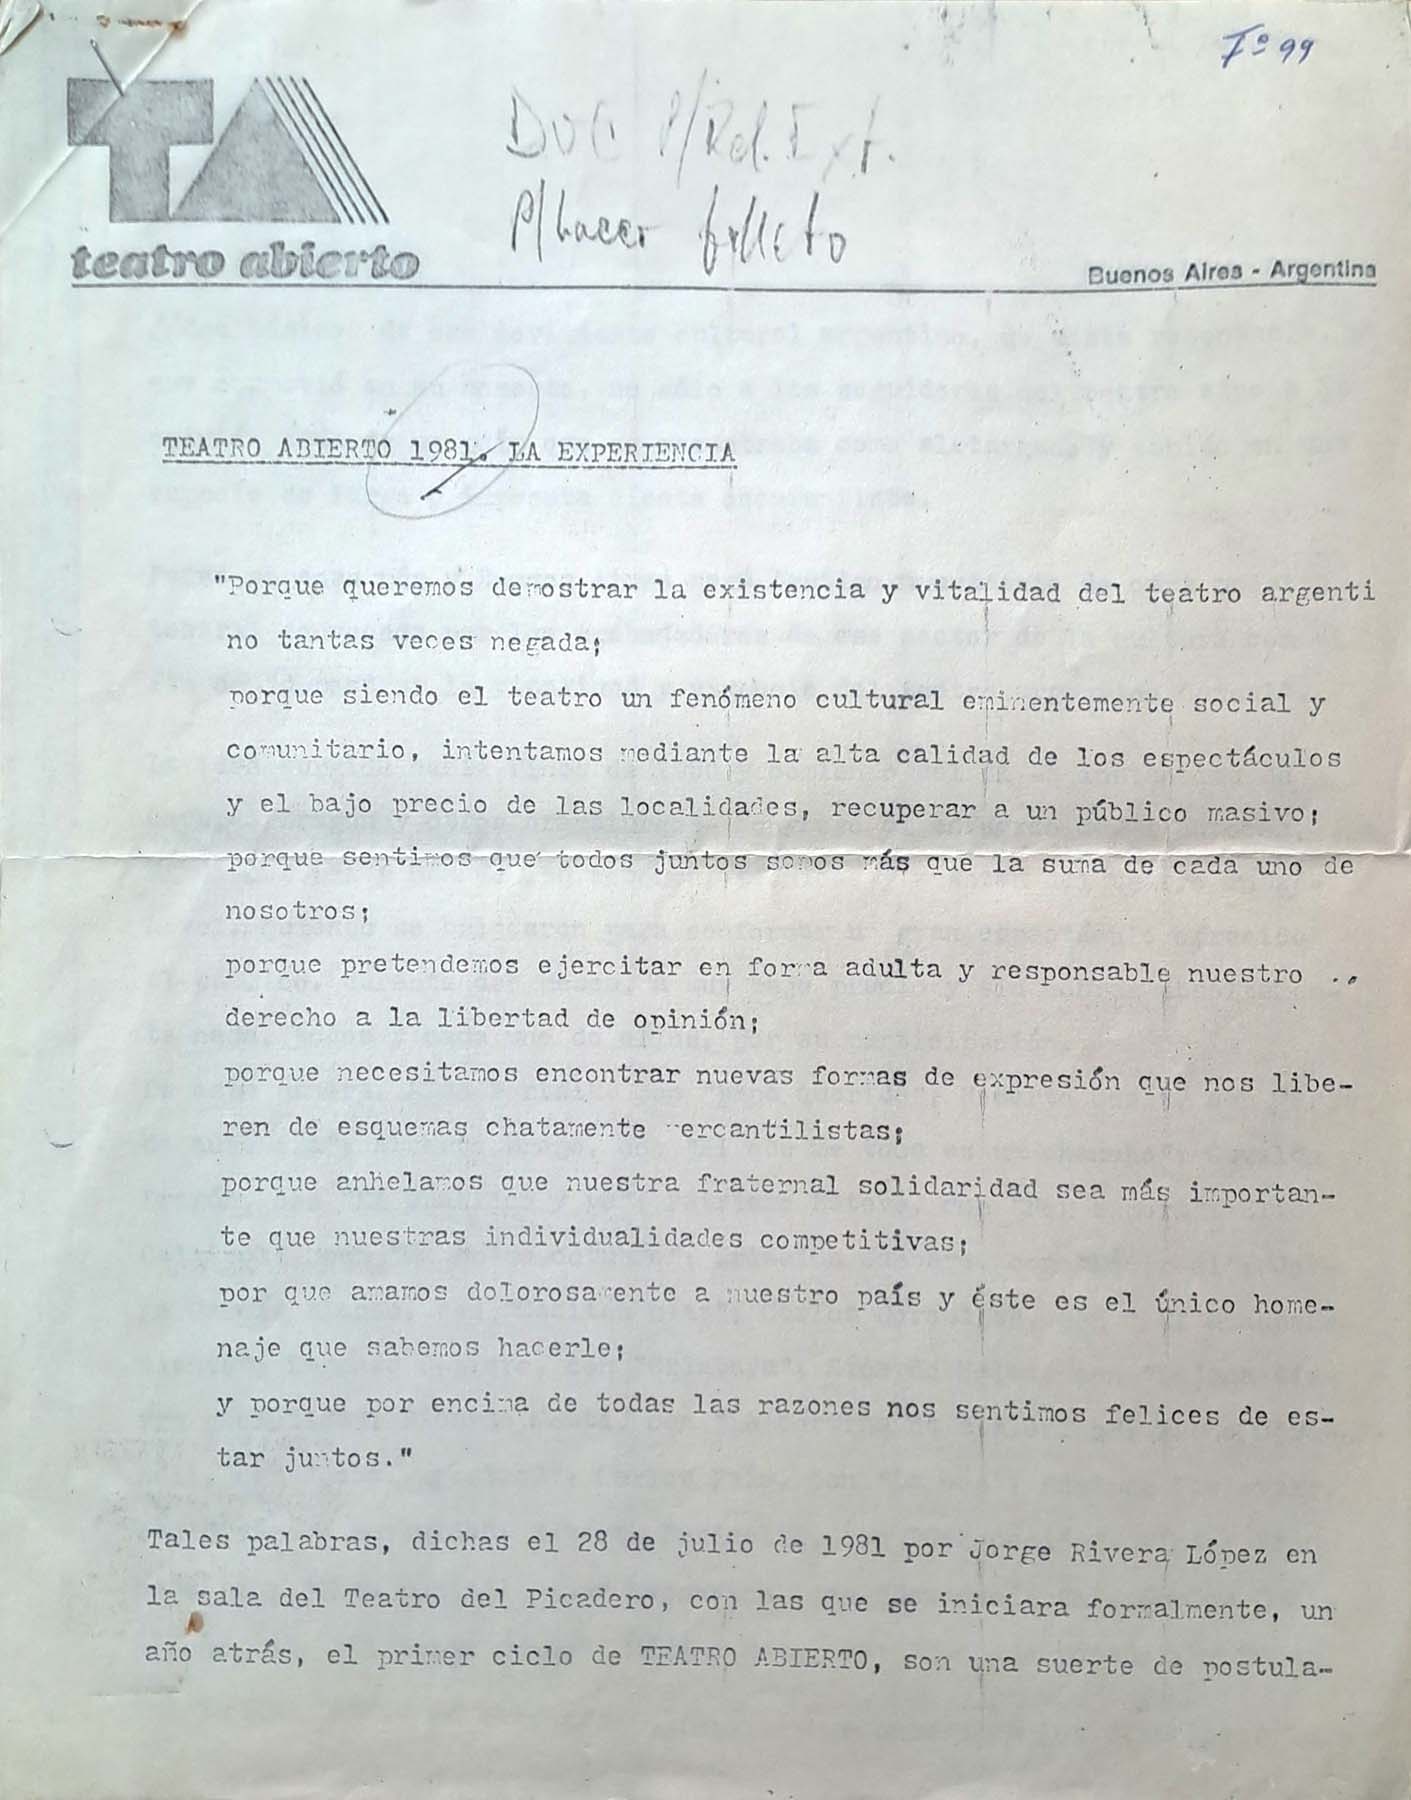 Fº 99
TA
DOC P/Rel. Ext.
P/hacer folleto
teatro abierto
Buenos Aires - Argentina
TEATRO ABIERTO 1981. LA EXPERIENCIA
"Porque queremos demostrar la existencia y vitalidad del teatro argenti
no tantas veces negada;
porque siendo el teatro un fenómeno cultural eminentemente social y
comunitario, intentamos mediante la alta calidad de los espectáculos
y el bajo precio de las localidades, recuperar a un público masivo;
porque sentimos que todos juntos somos más que la suma de cada uno de
nosotros;
porque pretendemos ejercitar en forma adulta y responsable nuestro ..
derecho a la libertad de opinión;
porque necesitamos encontrar nuevas formas de expresión que nos libe-
ren de esquemas chatamente mercantilistas;
porque anhelamos que nuestra fraternal solidaridad sea más importan-
te que nuestras individualidades competitivas;
por que amamos dolorosamente a nuestro país y éste es el único home-
naje que sabemos hacerle;
y porque por encima de todas las razones nos sentimos felices de es-
tar juntos."
Tales palabras, dichas el 28 de julio de 1981 por Jorge Rivera López en
la sala del Teatro del Picadero, con las que se iniciara formalmente, un
año atrás, el primer ciclo de TEATRO ABIERTO, son una suerte de postula-